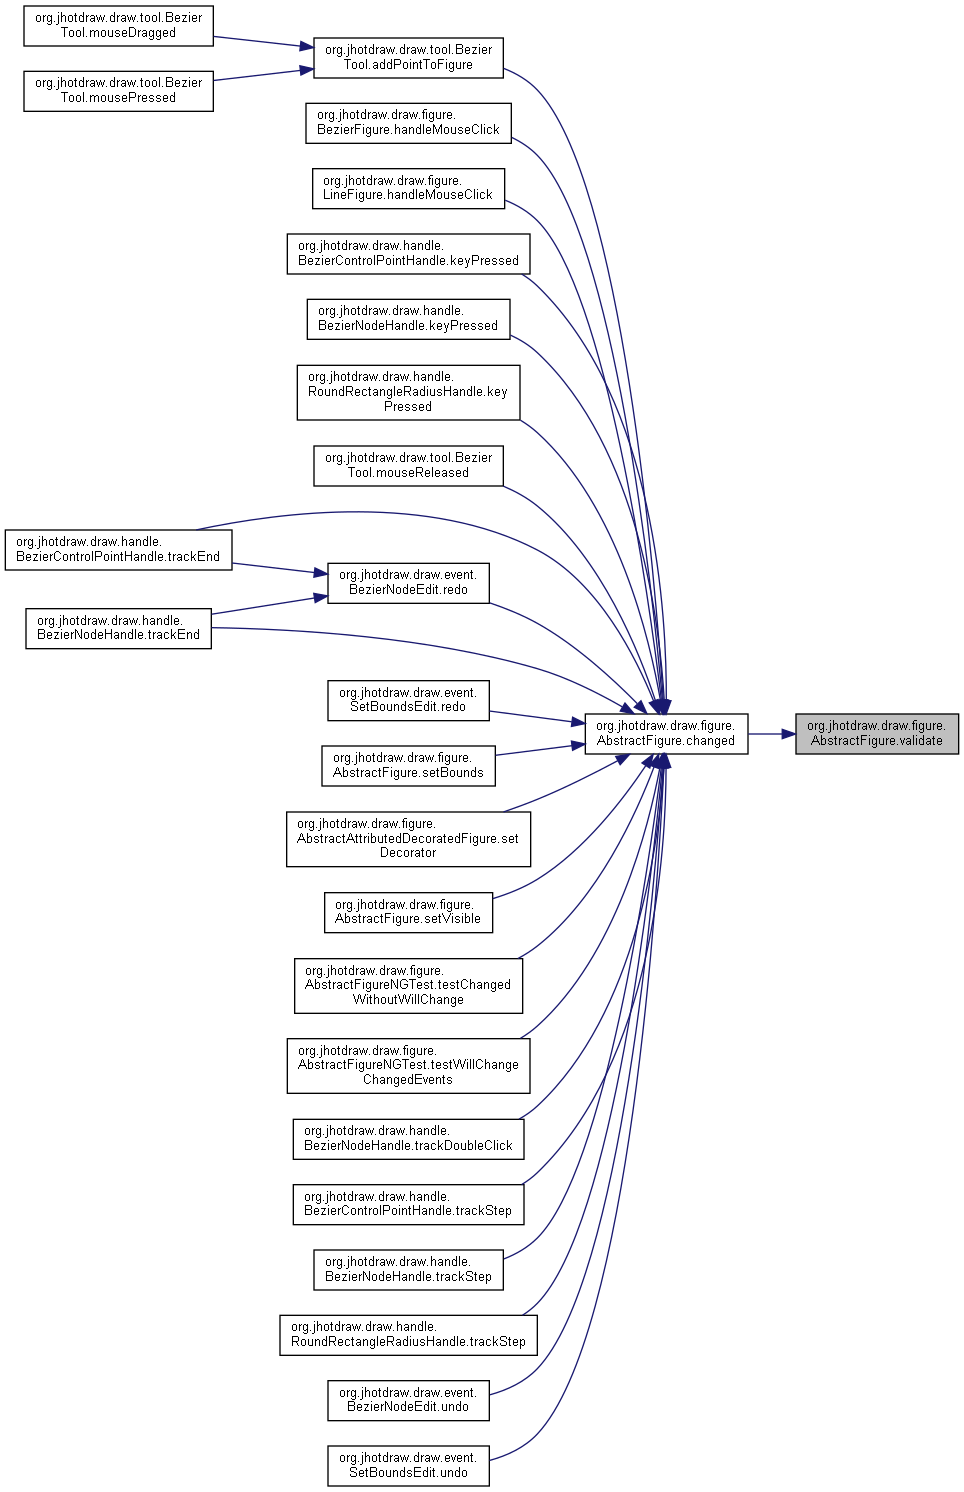 org.jhotdraw.draw.tool.Bezier
Tool.mouseDragged
org.jhotdraw.draw.tool.Bezier
Tool.mousePressed
org.jhotdraw.draw.tool.Bezier
Tool.addPointToFigure
org.jhotdraw.draw.figure.
BezierFigure.handleMouseClick
org.jhotdraw.draw.figure.
LineFigure.handleMouseClick
org.jhotdraw.draw.handle.
BezierControlPointHandle.keyPressed
org.jhotdraw.draw.handle.
BezierNodeHandle.keyPressed
org.jhotdraw.draw.handle.
RoundRectangleRadiusHandle.key
Pressed
org.jhotdraw.draw.tool.Bezier
Tool.mouseReleased
org.jhotdraw.draw.handle.
BezierControlPointHandle.trackEnd
org.jhotdraw.draw.event.
BezierNodeEdit.redo
org.jhotdraw.draw.handle.
BezierNodeHandle.trackEnd
org.jhotdraw.draw.event.
SetBoundsEdit.redo
org.jhotdraw.draw.figure.
AbstractFigure.changed
org.jhotdraw.draw.figure.
AbstractFigure.validate
org.jhotdraw.draw.figure.
AbstractFigure.setBounds
org.jhotdraw.draw.figure.
AbstractAttributedDecoratedFigure.set
Decorator
org.jhotdraw.draw.figure.
AbstractFigure.setVisible
org.jhotdraw.draw.figure.
AbstractFigureNGTest.testChanged
WithoutWillChange
org.jhotdraw.draw.figure.
AbstractFigureNGTest.testWillChange
ChangedEvents
org.jhotdraw.draw.handle.
BezierNodeHandle.trackDoubleClick
org.jhotdraw.draw.handle.
BezierControlPointHandle.trackStep
org.jhotdraw.draw.handle.
BezierNodeHandle.trackStep
org.jhotdraw.draw.handle.
RoundRectangleRadiusHandle.trackStep
org.jhotdraw.draw.event.
BezierNodeEdit.undo
org.jhotdraw.draw.event.
SetBoundsEdit.undo